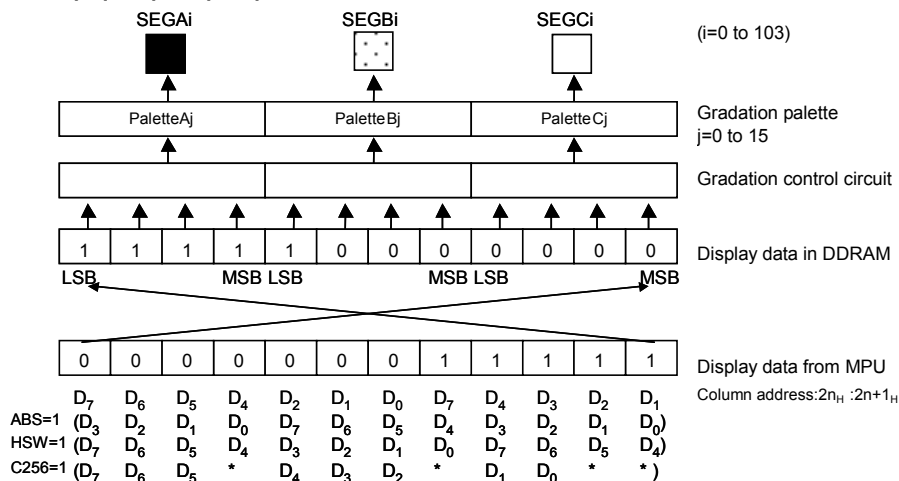 SEGAi SEGBi SEGCi (i=0 to 103)
PaletteAj PaletteBj PaletteCj Gradation palette
j=0 to 15
Gradation control circuit
1 1 1 1 1 0 0 0 0 0 0 0 Display data in DDRAM
LSB MSB LSB MSB LSB MSB
0 0 0 0 0 0 0 1 1 1 1 1 Display data from MPU
D7 D6 D5 D4 D2 D1 D0 D7 D4 D3 D2 D1 Column address:2nH :2n+1H
ABS=1 (D3 D2 D1 D0 D7 D6 D5 D4 D3 D2 D1 D0)
HSW=1 (D7 D6 D5 D4 D3 D2 D1 D0 D7 D6 D5 D4)
C256=1 (D7 D6 D5 * D4 D3 D2 * D1 D0 * * )